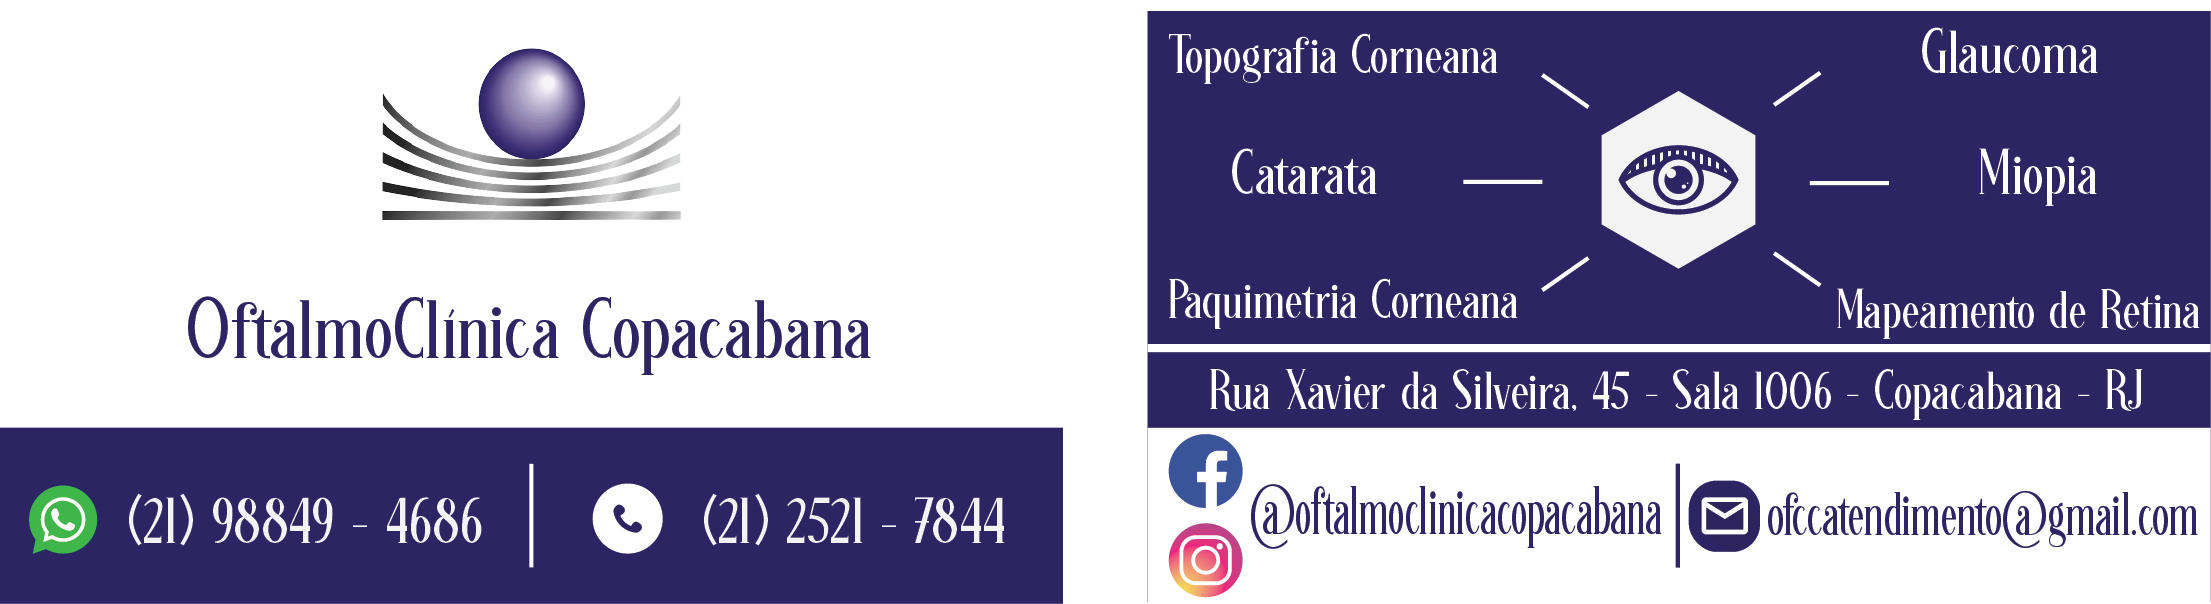 OftalmoClínica Copacabana
(21) 98849 - 4686
(21) 2521 - 7844
Topografia Corneana
Glaucoma
Catarata
Miopia
Paquimetria Corneana
Mapeamento de Retina
Rua Xavier da Silveira, 45 - Sala 1006 - Copacabana - RJ
@oftalmoclinicacopacabana
ofccatendimento@gmail.com